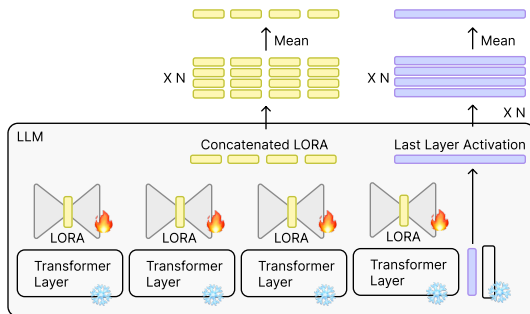 Mean
Mean
X N
X N
X N
LLM
Concatenated LORA
Last Layer Activation
LORA
LORA
LORA
LORA
Transformer
Layer
Transformer
Layer
Transformer
Layer
Transformer
Layer